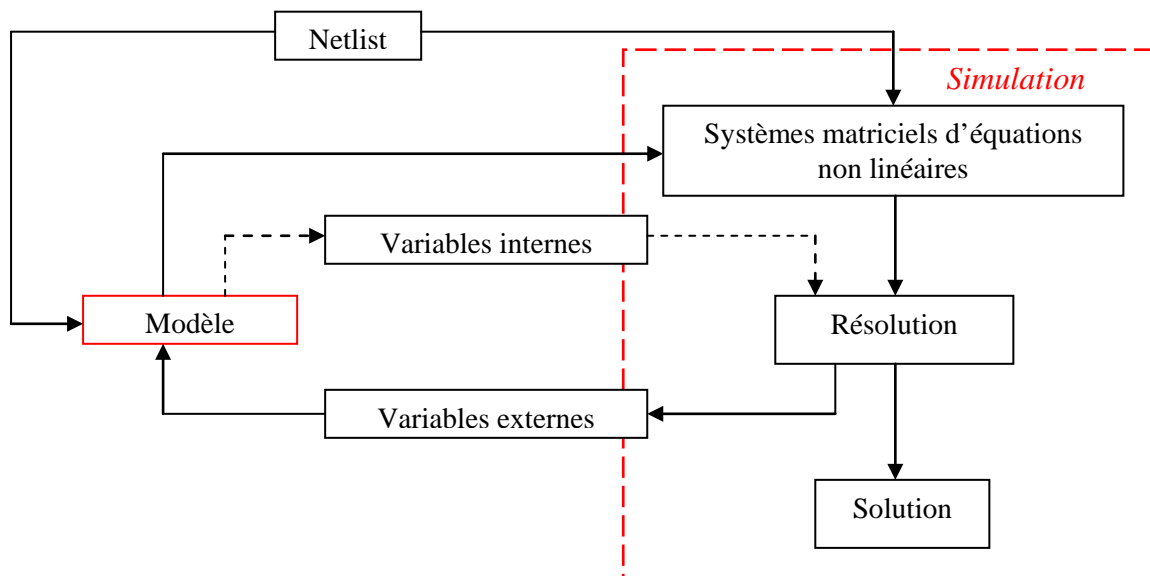 Netlist
Simulation
Systèmes matriciels d’équations
non linéaires
Variables internes
Modèle
Résolution
Variables externes
Solution